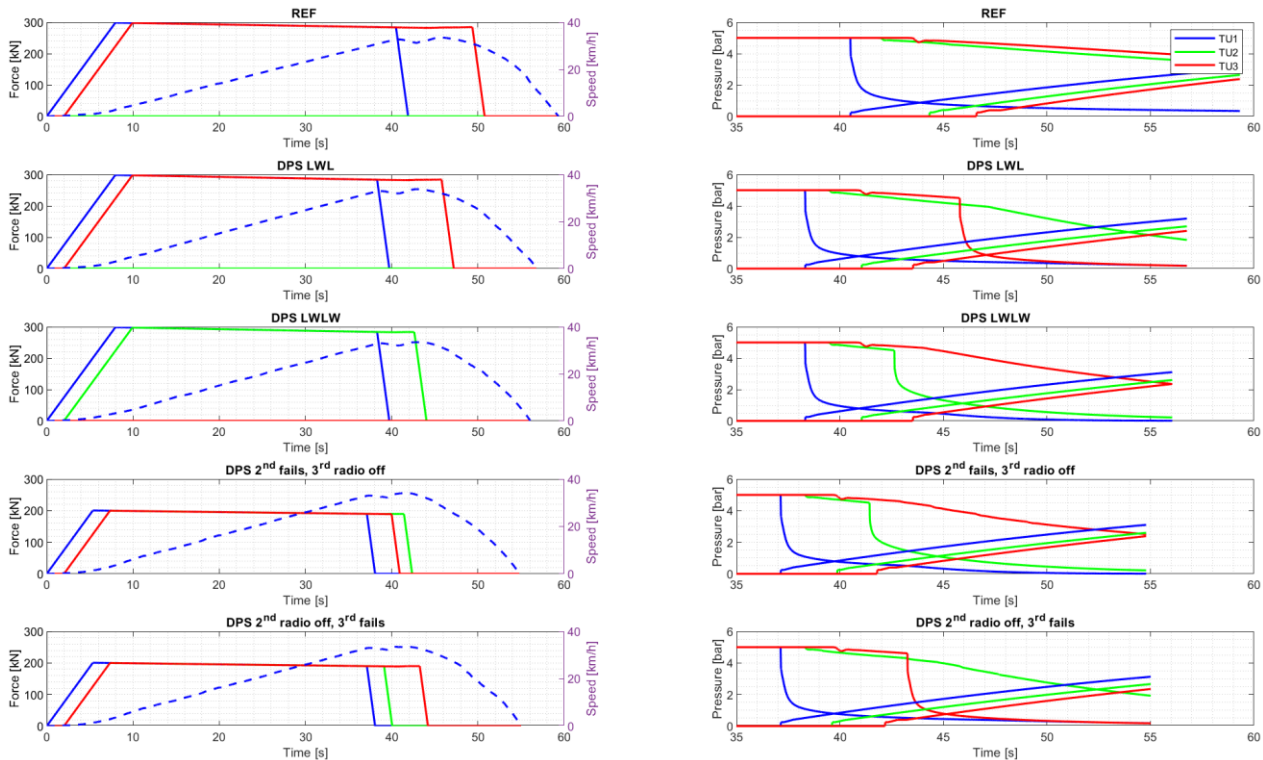 REF
300
200
100
0
Force [kN]
40
20
0
Speed [km/h]
0 10 20 30 40 50 60
Time [s]
REF
6
4
2
0
Pressure [bar]
TU1
TU2
TU3
35 40 45 50 55 60
Time [s]
DPS LWL
300
200
100
0
Force [kN]
40
20
0
Speed [km/h]
0 10 20 30 40 50 60
Time [s]
DPS LWL
6
4
2
0
Pressure [bar]
35 40 45 50 55 60
Time [s]
DPS LWLW
300
200
100
0
Force [kN]
40
20
0
Speed [km/h]
0 10 20 30 40 50 60
Time [s]
DPS LWLW
6
4
2
0
Pressure [bar]
35 40 45 50 55 60
Time [s]
DPS 2nd fails, 3rd radio off
300
200
100
0
Force [kN]
40
20
0
Speed [km/h]
0 10 20 30 40 50 60
Time [s]
DPS 2nd fails, 3rd radio off
6
4
2
0
Pressure [bar]
35 40 45 50 55 60
Time [s]
DPS 2nd radio off, 3rd fails
300
200
100
0
Force [kN]
40
20
0
Speed [km/h]
0 10 20 30 40 50 60
Time [s]
DPS 2nd radio off, 3rd fails
6
4
2
0
Pressure [bar]
35 40 45 50 55 60
Time [s]